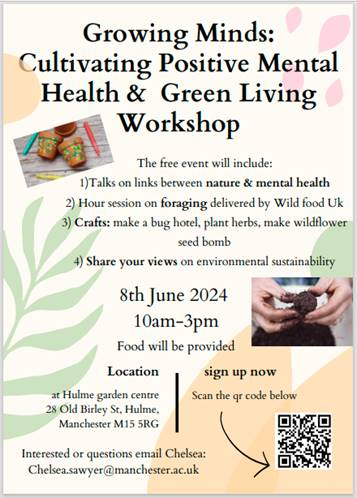 Growing Minds:
Cultivating Positive Mental
Health & Green Living
Workshop
The free event will include:
1)Talks on links between nature & mental health
2) Hour session on foraging delivered by Wild food Uk
3) Crafts: make a bug hotel, plant herbs, make wildflower
seed bomb
4) Share your views on environmental sustainability
8th June 2024
10am-3pm
Food will be provided
Location
at Hulme garden centre
28 Old Birley St, Hulme,
Manchester M15 5RG
sign up now
Scan the qr code below
Interested or questions email Chelsea:
Chelsea.sawyer@manchester.ac.uk